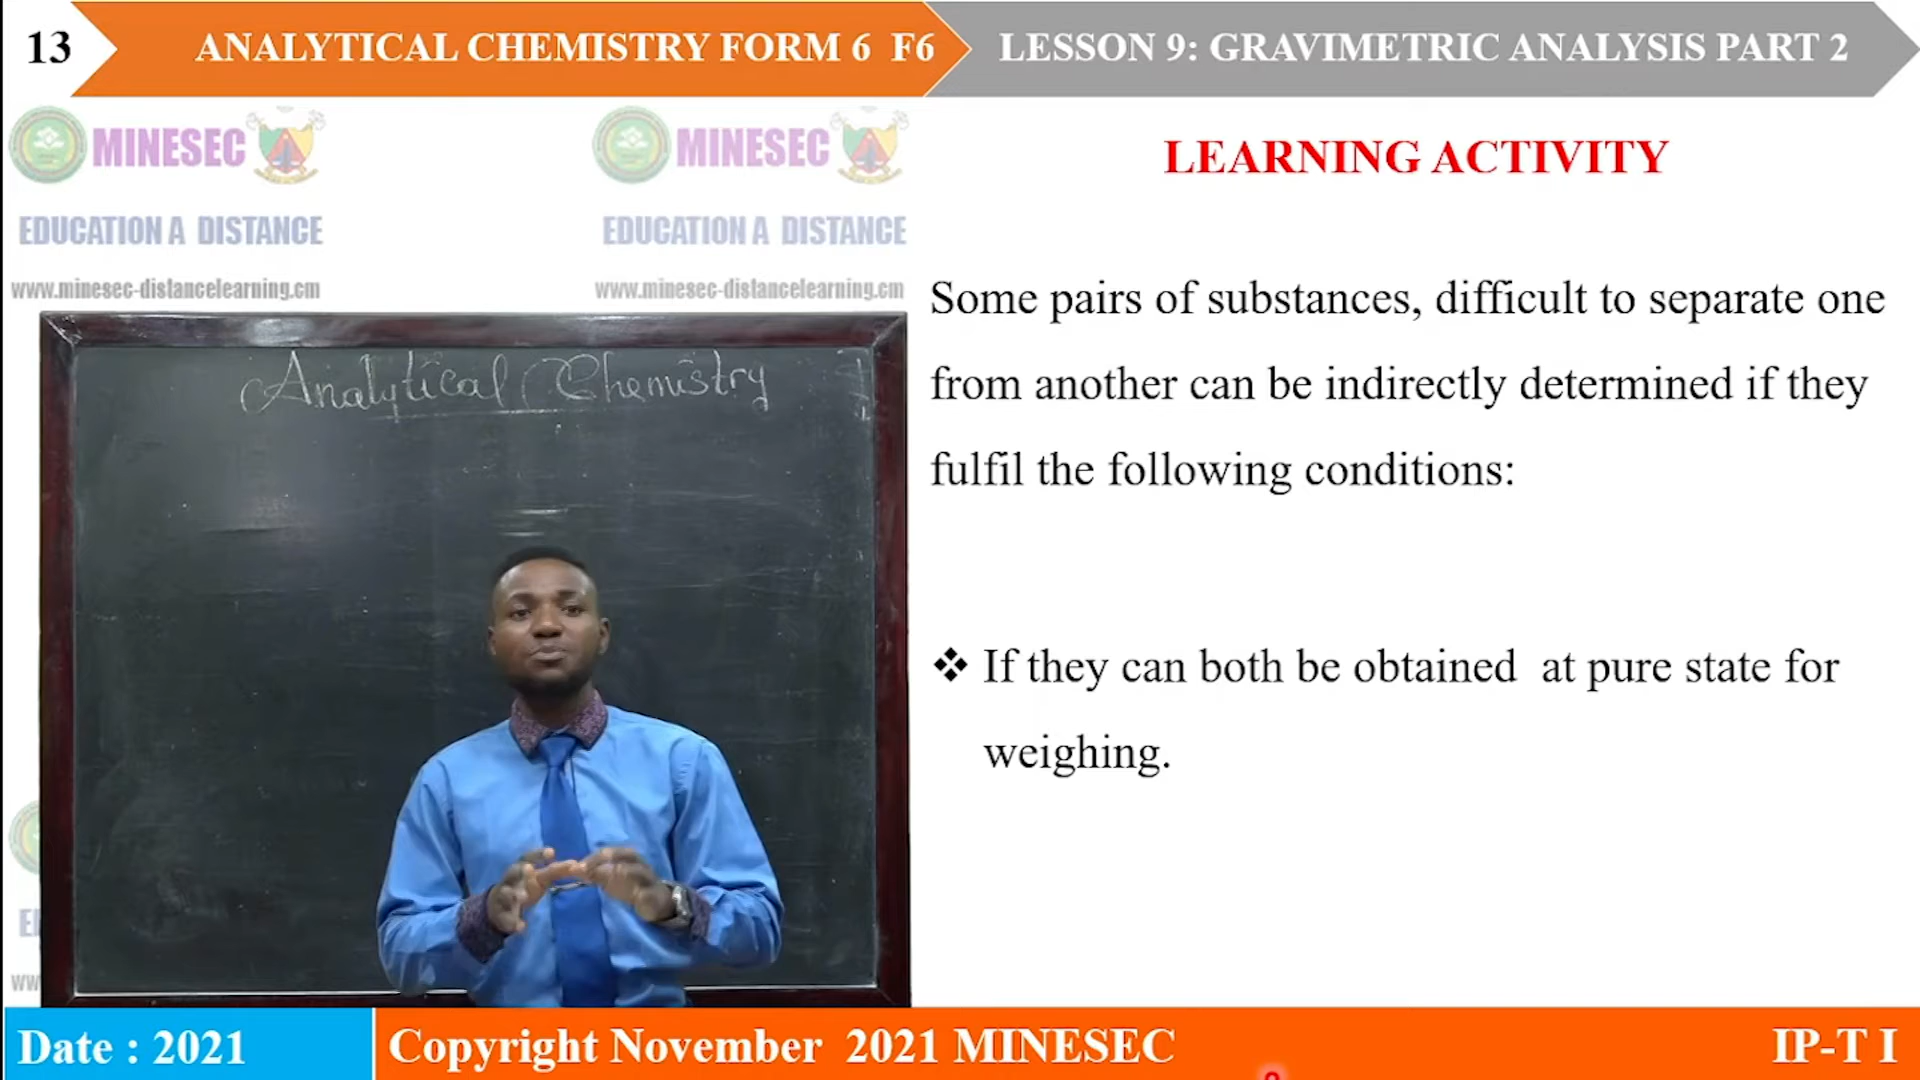 13
ANALYTICAL CHEMISTRY FORM 6 F6
LESSON 9: GRAVIMETRIC ANALYSIS PART 2
MINESEC
EDUCATION A DISTANCE
www.minesec-distancelearning.cm
MINESEC
EDUCATION A DISTANCE
www.minesec-distancelearning.cm
Analytical Chemistry
LEARNING ACTIVITY
Some pairs of substances, difficult to separate one
from another can be indirectly determined if they
fulfil the following conditions:
❖ If they can both be obtained at pure state for
weighing.
Date : 2021
Copyright November 2021 MINESEC
IP-T I